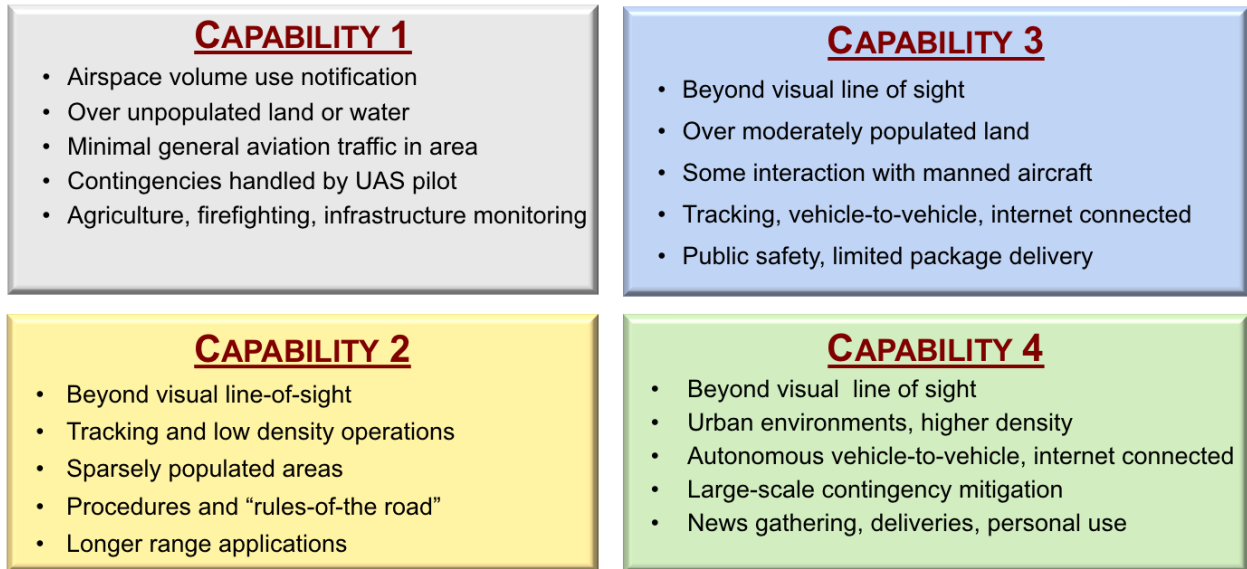 CAPABILITY 1
• Airspace volume use notification
• Over unpopulated land or water
• Minimal general aviation traffic in area
• Contingencies handled by UAS pilot
• Agriculture, firefighting, infrastructure monitoring
CAPABILITY 2
• Beyond visual line-of-sight
• Tracking and low density operations
• Sparsely populated areas
• Procedures and “rules-of-the road”
• Longer range applications
CAPABILITY 3
• Beyond visual line of sight
• Over moderately populated land
• Some interaction with manned aircraft
• Tracking, vehicle-to-vehicle, internet connected
• Public safety, limited package delivery
CAPABILITY 4
• Beyond visual  line of sight
• Urban environments, higher density
• Autonomous vehicle-to-vehicle, internet connected
• Large-scale contingency mitigation
• News gathering, deliveries, personal use